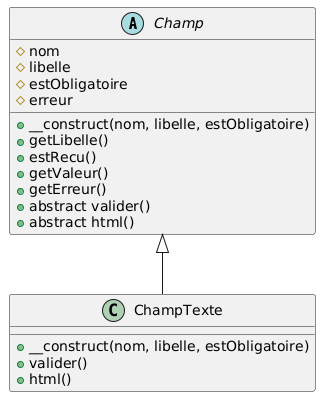 A Champ
nom
libelle
estObligatoire
erreur
__construct(nom, libelle, estObligatoire)
getLibelle()
estRecu()
getValeur()
getErreur()
abstract valider()
abstract html()
C ChampTexte
__construct(nom, libelle, estObligatoire)
valider()
html()